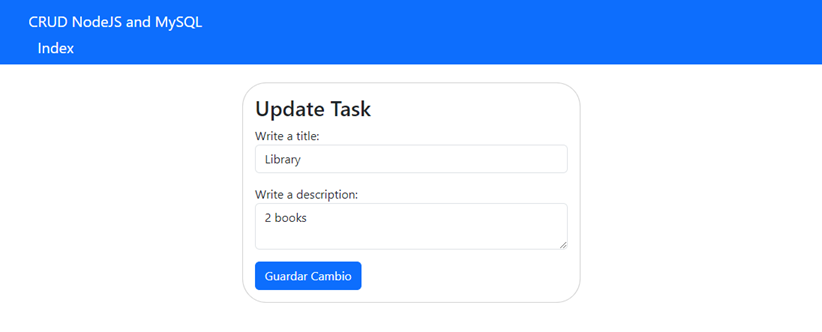 CRUD NodeJS and MySQL
Index
Update Task
Write a title:
Library
Write a description:
2 books
Guardar Cambio